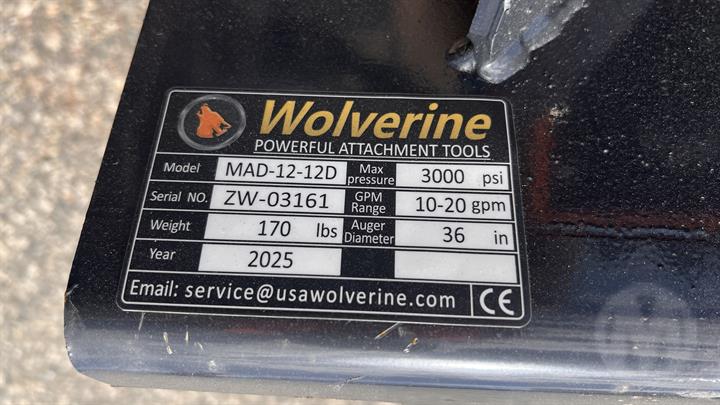 Wolverine
POWERFUL ATTACHMENT TOOLS
Model MAD-12-12D Max pressure 3000 psi
Serial NO. ZW-03161 GPM Range 10-20 gpm
Weight 170 lbs Auger Diameter 36 in
Year 2025
Email: service@usawolverine.com CE